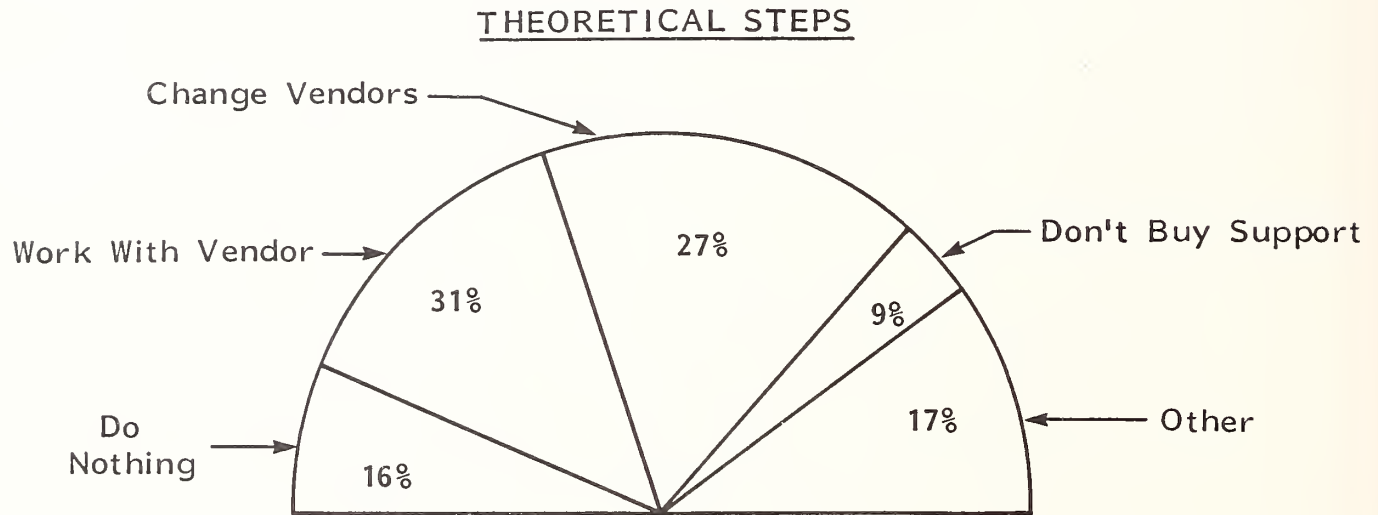 THEORETICAL STEPS
Change Vendors
Work With Vendor
27%
Don't Buy Support
31%
9%
Do
Nothing
16%
17%
Other